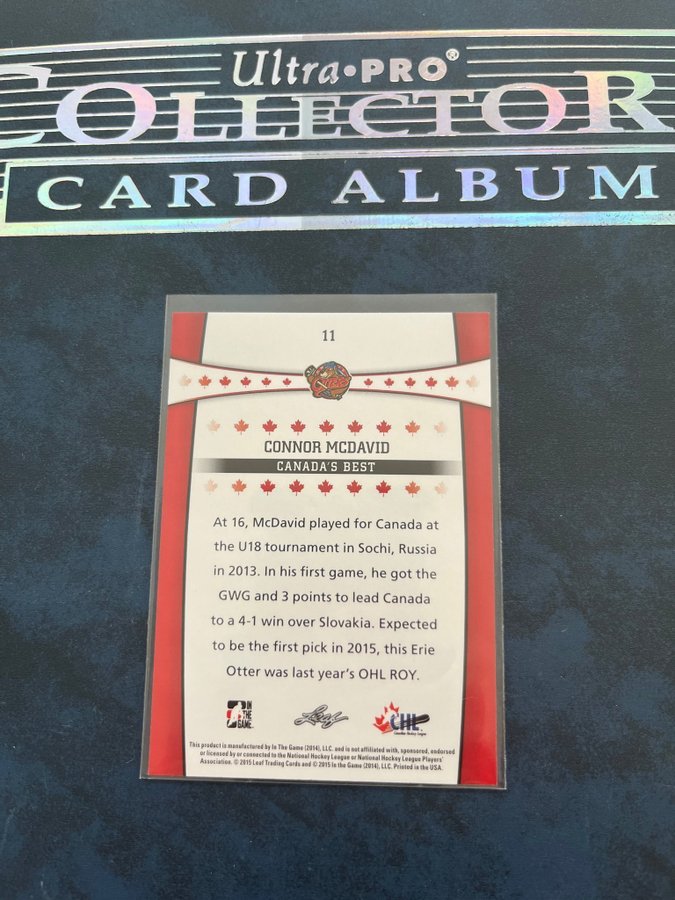 Ultra•PRO®
COLLECTOR
CARD ALBUM
11
CONNOR MCDAVID
CANADA'S BEST
At 16, McDavid played for Canada at
the U18 tournament in Sochi, Russia
in 2013. In his first game, he got the
GWG and 3 points to lead Canada
to a 4-1 win over Slovakia. Expected
to be the first pick in 2015, this Erie
Otter was last year's OHL ROY.
IN THE GAME
Leaf
CHL
Canadian Hockey League
This product is manufactured by In The Game (2014), LLC. and is not affiliated with, sponsored, endorsed
or licensed by or connected to the National Hockey League or National Hockey League Players'
Association. © 2015 Leaf Trading Cards and © 2015 In the Game (2014), LLC. Printed in the USA.